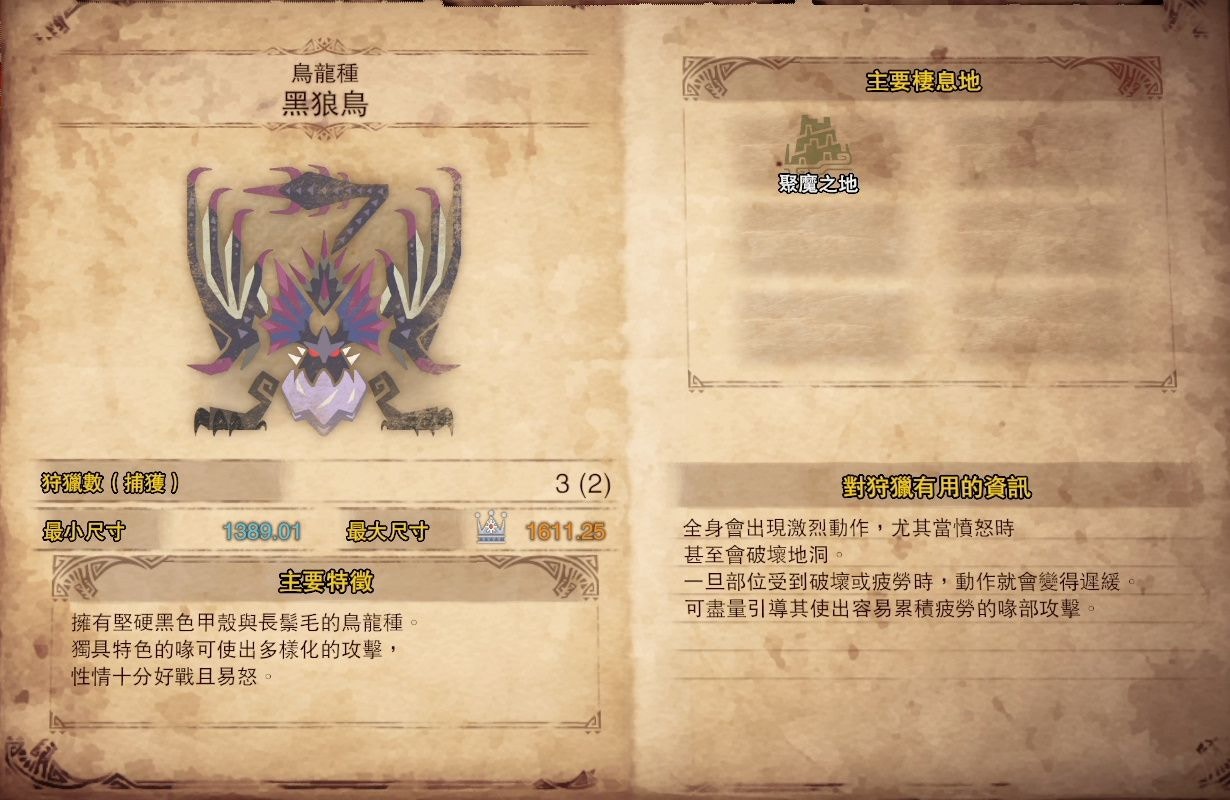 鳥龍種
黑狼鳥
狩獵數（捕獲）
3 (2)
最小尺寸
1389.01
最大尺寸
1611.25
主要特徵
擁有堅硬黑色甲殼與長鬃毛的鳥龍種。
獨具特色的喙可使出多樣化的攻擊，
性情十分好戰且易怒。
主要棲息地
聚魔之地
對狩獵有用的資訊
全身會出現激烈動作，尤其當憤怒時
甚至會破壞地洞。
一旦部位受到破壞或疲勞時，動作就會變得遲緩。
可盡量引導其使出容易累積疲勞的喙部攻擊。